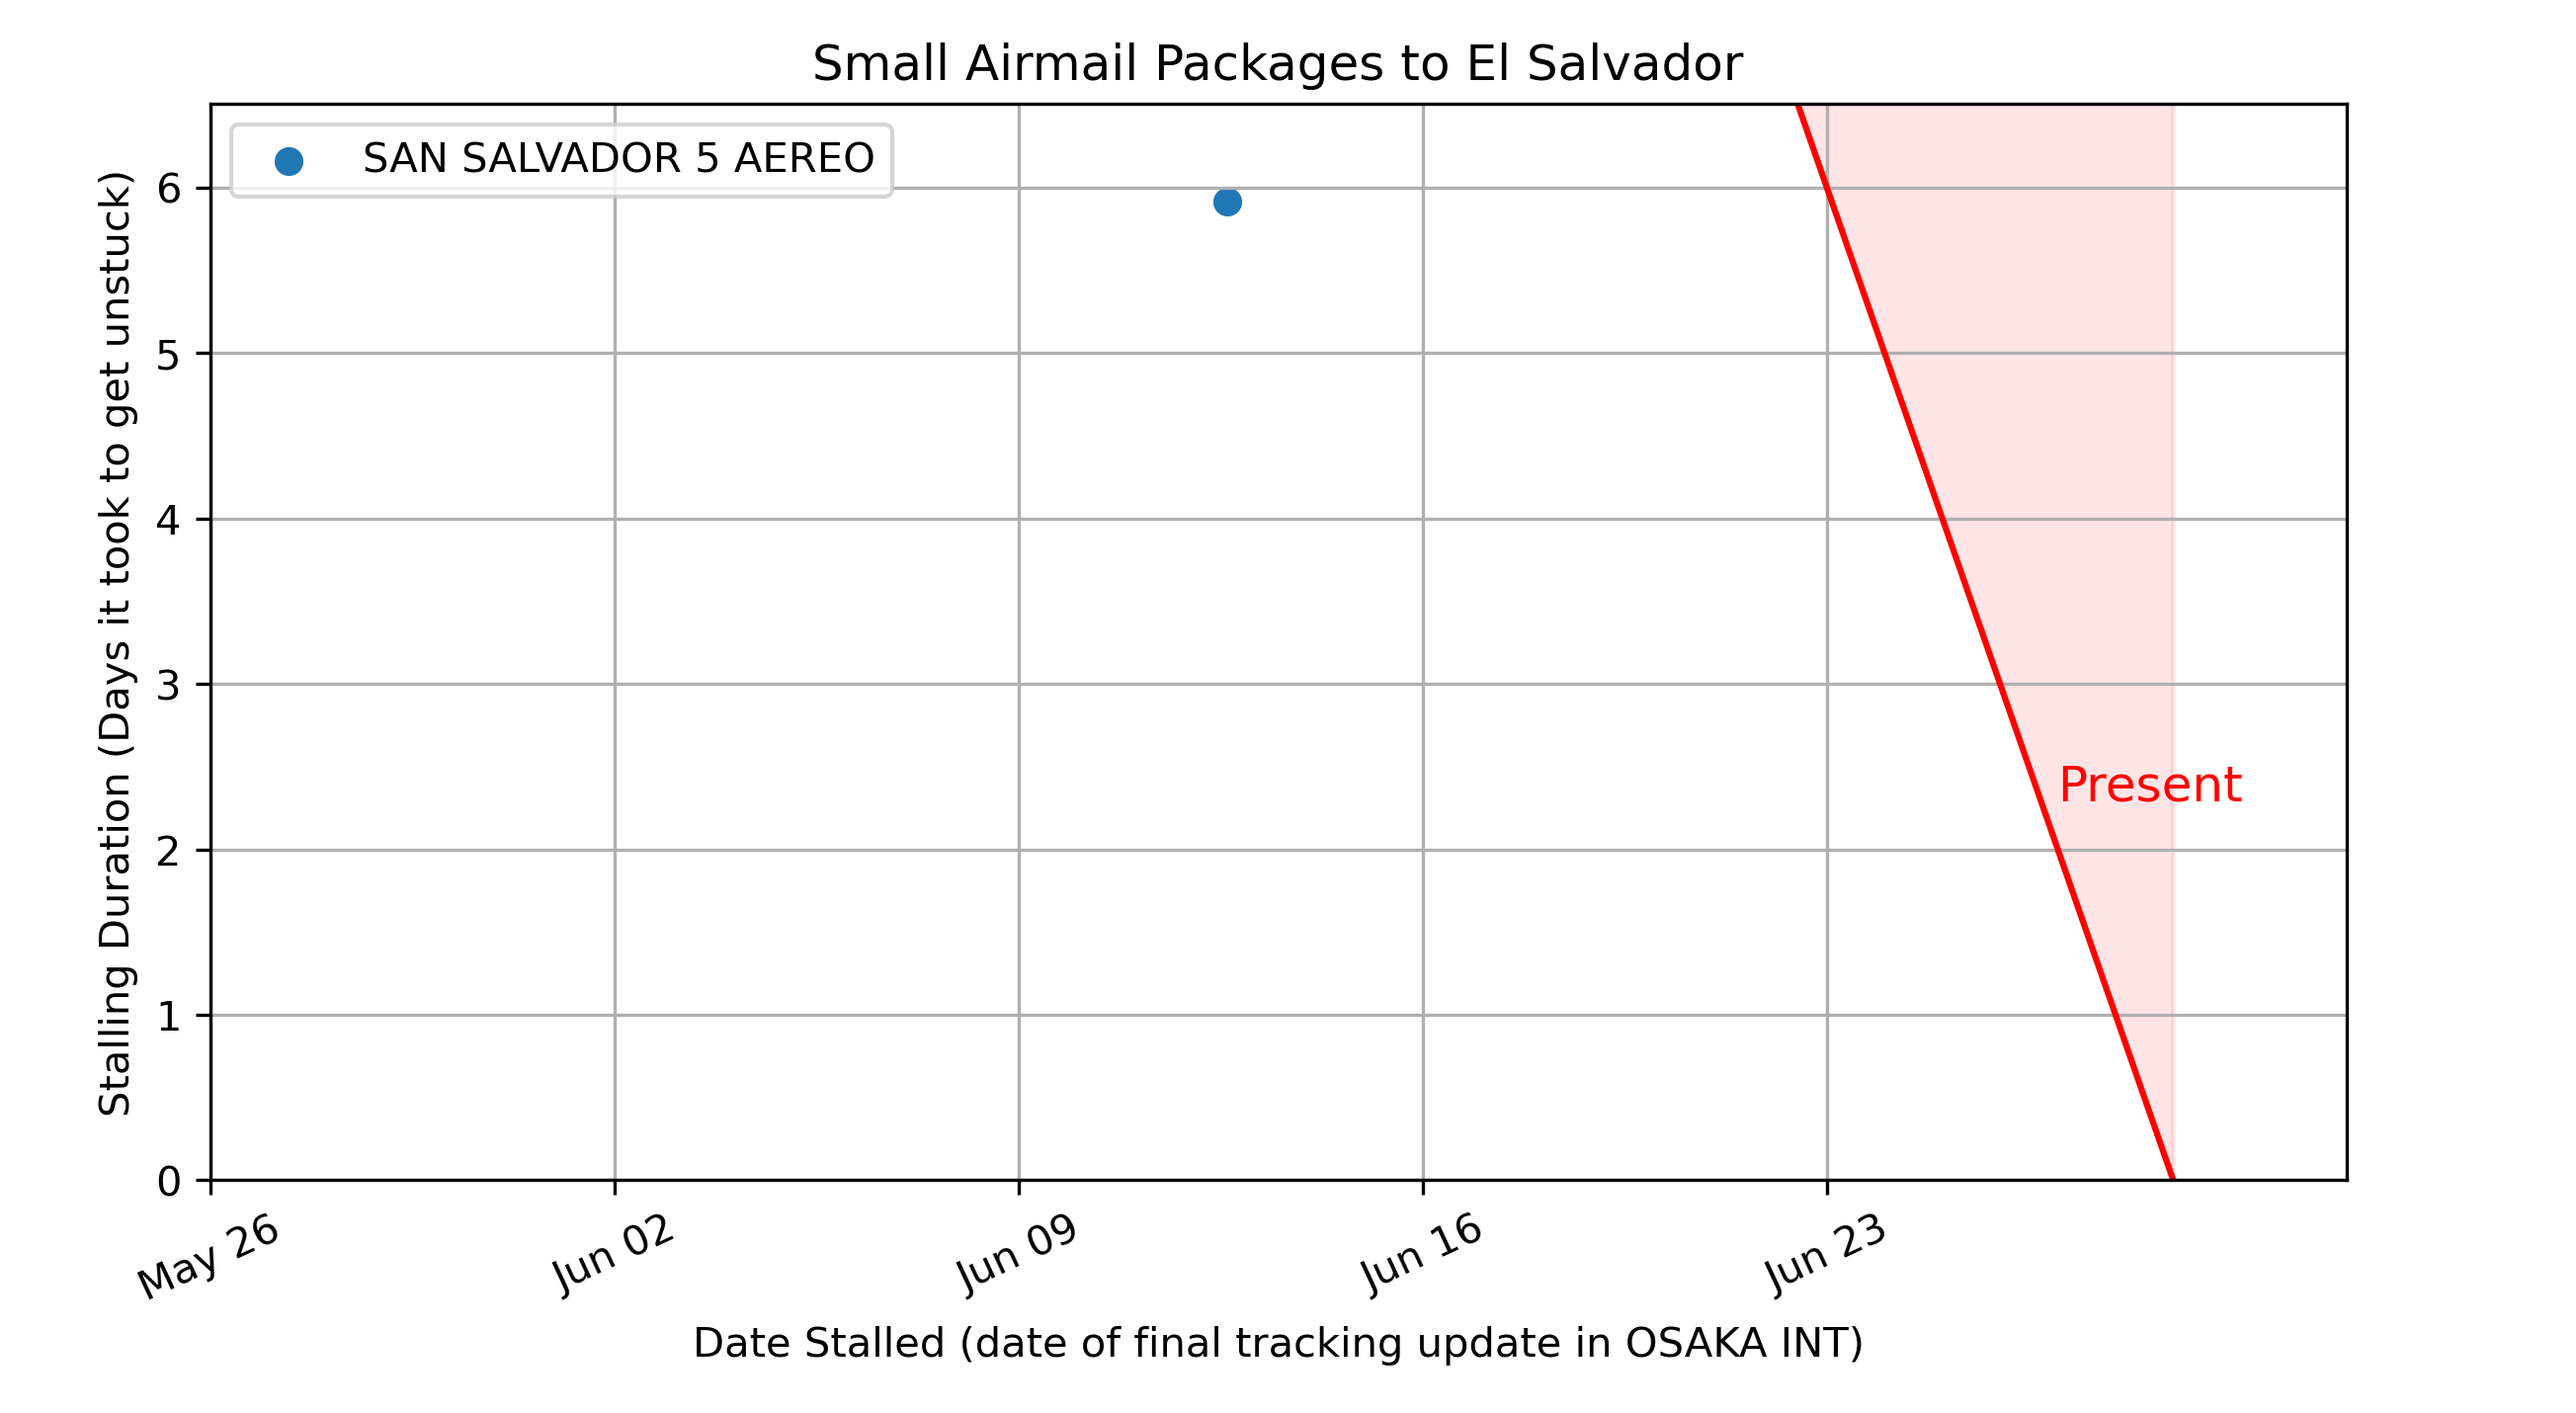 Small Airmail Packages to El Salvador
SAN SALVADOR 5 AEREO
Stalling Duration (Days it took to get unstuck)
6
5
4
3
2
1
0
Present
May 26
Jun 02
Jun 09
Jun 16
Jun 23
Date Stalled (date of final tracking update in OSAKA INT)